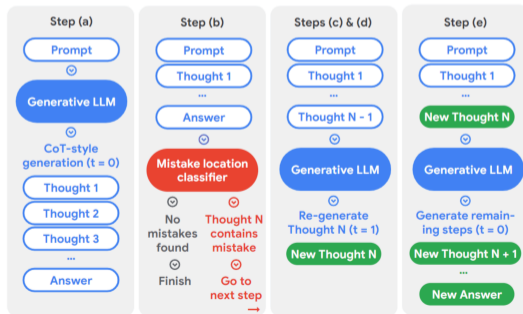 Step (a)
Prompt
Generative LLM
CoT-style
generation (t = 0)
Thought 1
Thought 2
Thought 3
...
Answer
Step (b)
Prompt
Thought 1
...
Answer
Mistake location
classifier
No
mistakes
found
Finish
Thought N
contains
mistake
Go to
next step
→
Steps (c) & (d)
Prompt
Thought 1
...
Thought N - 1
Generative LLM
Re-generate
Thought N (t = 1)
New Thought N
Step (e)
Prompt
Thought 1
...
New Thought N
Generative LLM
Generate remain-
ing steps (t = 0)
New Thought N + 1
...
New Answer